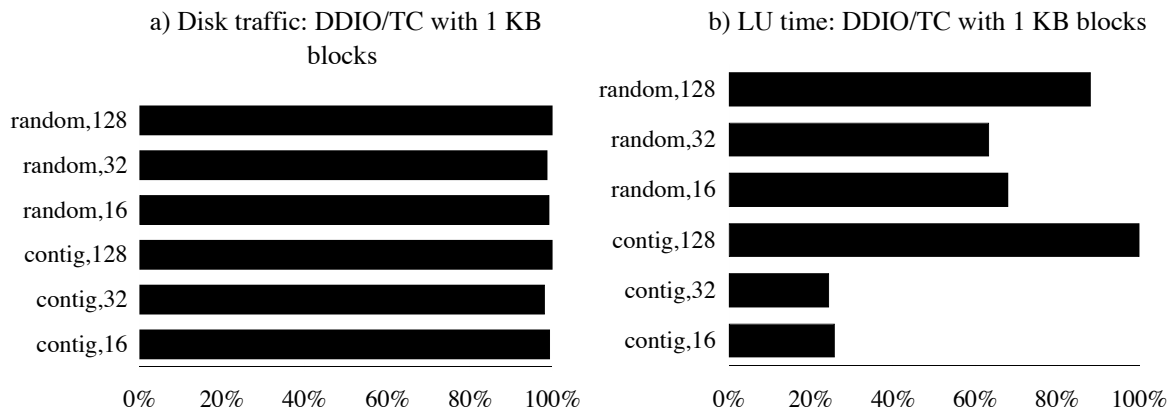 a) Disk traffic: DDIO/TC with 1 KB
blocks
random,128
random,32
random,16
contig,128
contig,32
contig,16
0% 20% 40% 60% 80% 100%
b) LU time: DDIO/TC with 1 KB blocks
random,128
random,32
random,16
contig,128
contig,32
contig,16
0% 20% 40% 60% 80% 100%